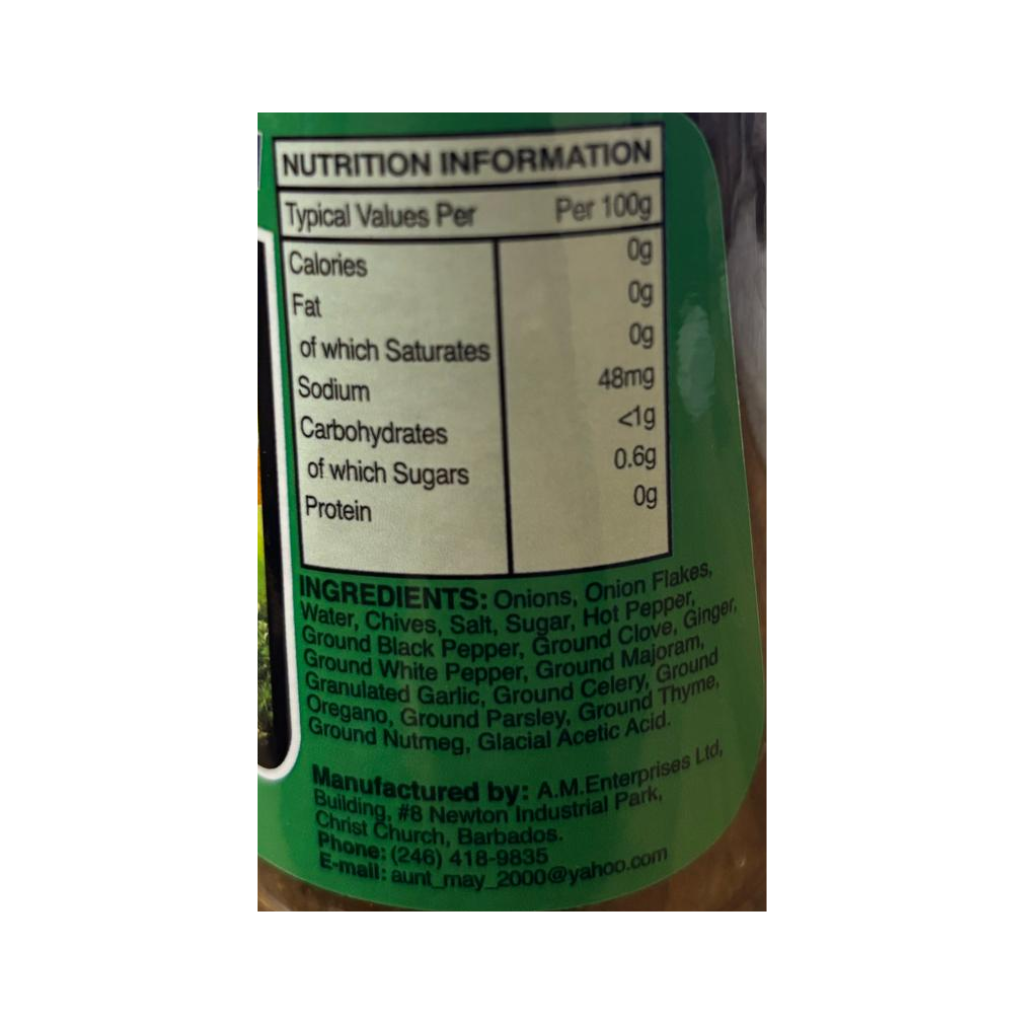 NUTRITION INFORMATION
Typical Values Per Per 100g
Calories 0g
Fat 0g
of which Saturates 0g
Sodium 48mg
Carbohydrates <1g
of which Sugars 0.6g
Protein 0g
INGREDIENTS: Onions, Onion Flakes,
Water, Chives, Salt, Sugar, Hot Pepper,
Ground Black Pepper, Ground Clove, Ginger,
Ground White Pepper, Ground Majoram,
Granulated Garlic, Ground Celery, Ground
Oregano, Ground Parsley, Ground Thyme,
Ground Nutmeg, Glacial Acetic Acid.
Manufactured by: A.M.Enterprises Ltd,
Building, #8 Newton Industrial Park,
Christ Church, Barbados.
Phone: (246) 418-9835
E-mail: aunt_may_2000@yahoo.com